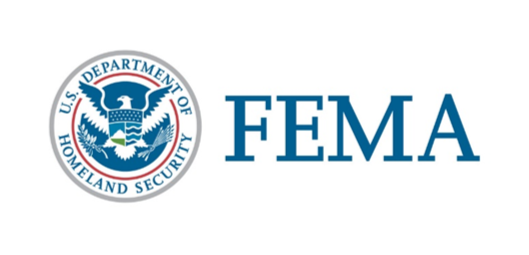 U.S. DEPARTMENT OF
HOMELAND SECURITY
FEMA